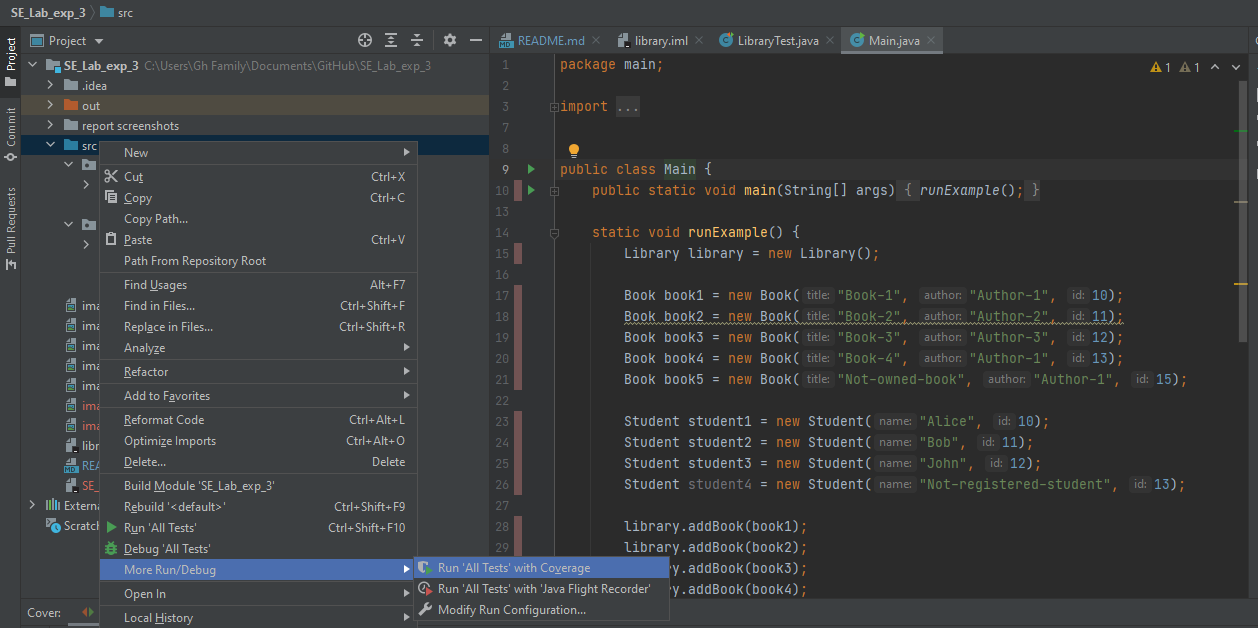 SE_Lab_exp_3 src
Project
Commit
Pull Requests
Project
SE_Lab_exp_3 C:\Users\Gh Family\Documents\GitHub\SE_Lab_exp_3
.idea
out
report screenshots
src
ima
ima
ima
ima
ima
ima
ima
libr
REA
SE_
Externa
Scratch
Cover:
New
Cut Ctrl+X
Copy Ctrl+C
Copy Path...
Paste Ctrl+V
Path From Repository Root
Find Usages Alt+F7
Find in Files... Ctrl+Shift+F
Replace in Files... Ctrl+Shift+R
Analyze
Refactor
Add to Favorites
Reformat Code Ctrl+Alt+L
Optimize Imports Ctrl+Alt+O
Delete... Delete
Build Module 'SE_Lab_exp_3'
Rebuild '<default>' Ctrl+Shift+F9
Run 'All Tests' Ctrl+Shift+F10
Debug 'All Tests'
More Run/Debug
Open In
Local History
Run 'All Tests' with Coverage
Run 'All Tests' with 'Java Flight Recorder'
Modify Run Configuration...
README.md library.iml LibraryTest.java Main.java
1 1
1 package main;
2
3 import ...
7
8
9 public class Main {
10 public static void main(String[] args) { runExample(); }
13
14 static void runExample() {
15 Library library = new Library();
16
17 Book book1 = new Book( title: "Book-1", author: "Author-1", id: 10);
18 Book book2 = new Book( title: "Book-2", author: "Author-2", id: 11);
19 Book book3 = new Book( title: "Book-3", author: "Author-3", id: 12);
20 Book book4 = new Book( title: "Book-4", author: "Author-1", id: 13);
21 Book book5 = new Book( title: "Not-owned-book", author: "Author-1", id: 15);
22
23 Student student1 = new Student( name: "Alice", id: 10);
24 Student student2 = new Student( name: "Bob", id: 11);
25 Student student3 = new Student( name: "John", id: 12);
26 Student student4 = new Student( name: "Not-registered-student", id: 13);
27
28 library.addBook(book1);
29 library.addBook(book2);
ry.addBook(book3);
ry.addBook(book4);